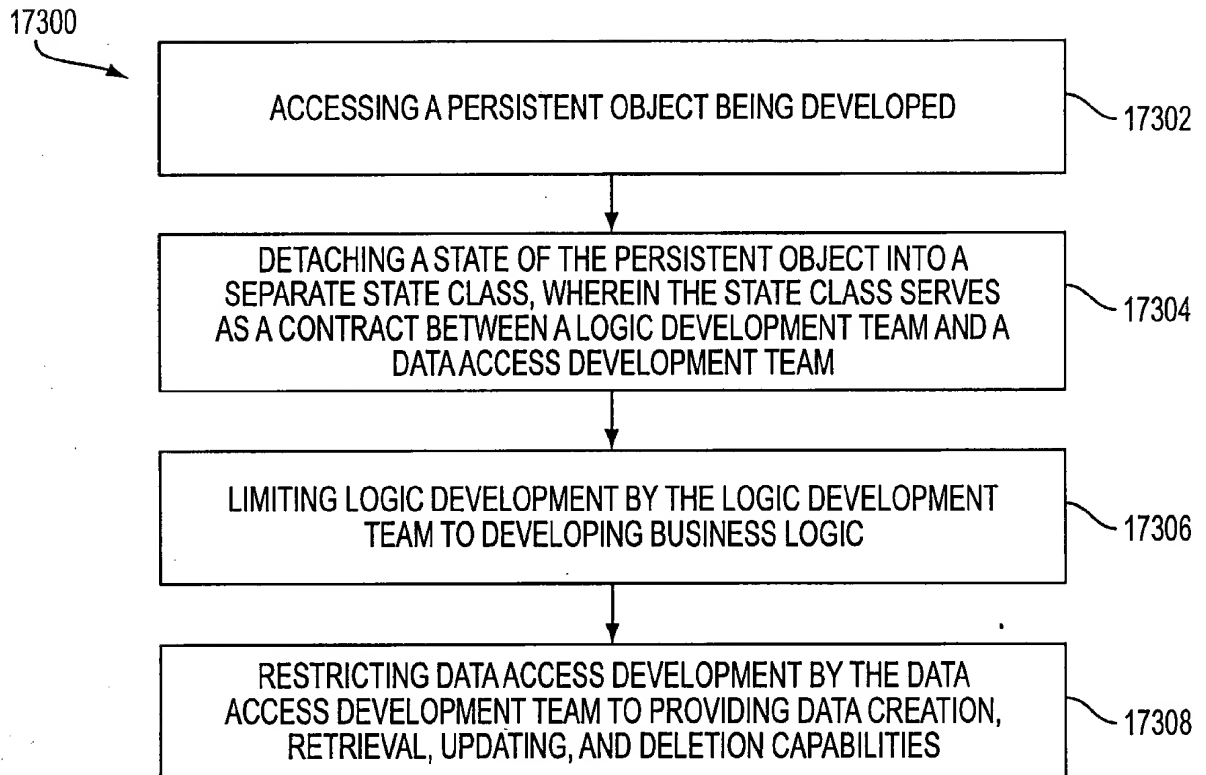 17300
ACCESSING A PERSISTENT OBJECT BEING DEVELOPED
17302
DETACHING A STATE OF THE PERSISTENT OBJECT INTO A
SEPARATE STATE CLASS, WHEREIN THE STATE CLASS SERVES
AS A CONTRACT BETWEEN A LOGIC DEVELOPMENT TEAM AND A
DATA ACCESS DEVELOPMENT TEAM
17304
LIMITING LOGIC DEVELOPMENT BY THE LOGIC DEVELOPMENT
TEAM TO DEVELOPING BUSINESS LOGIC
17306
RESTRICTING DATA ACCESS DEVELOPMENT BY THE DATA
ACCESS DEVELOPMENT TEAM TO PROVIDING DATA CREATION,
RETRIEVAL, UPDATING, AND DELETION CAPABILITIES
17308